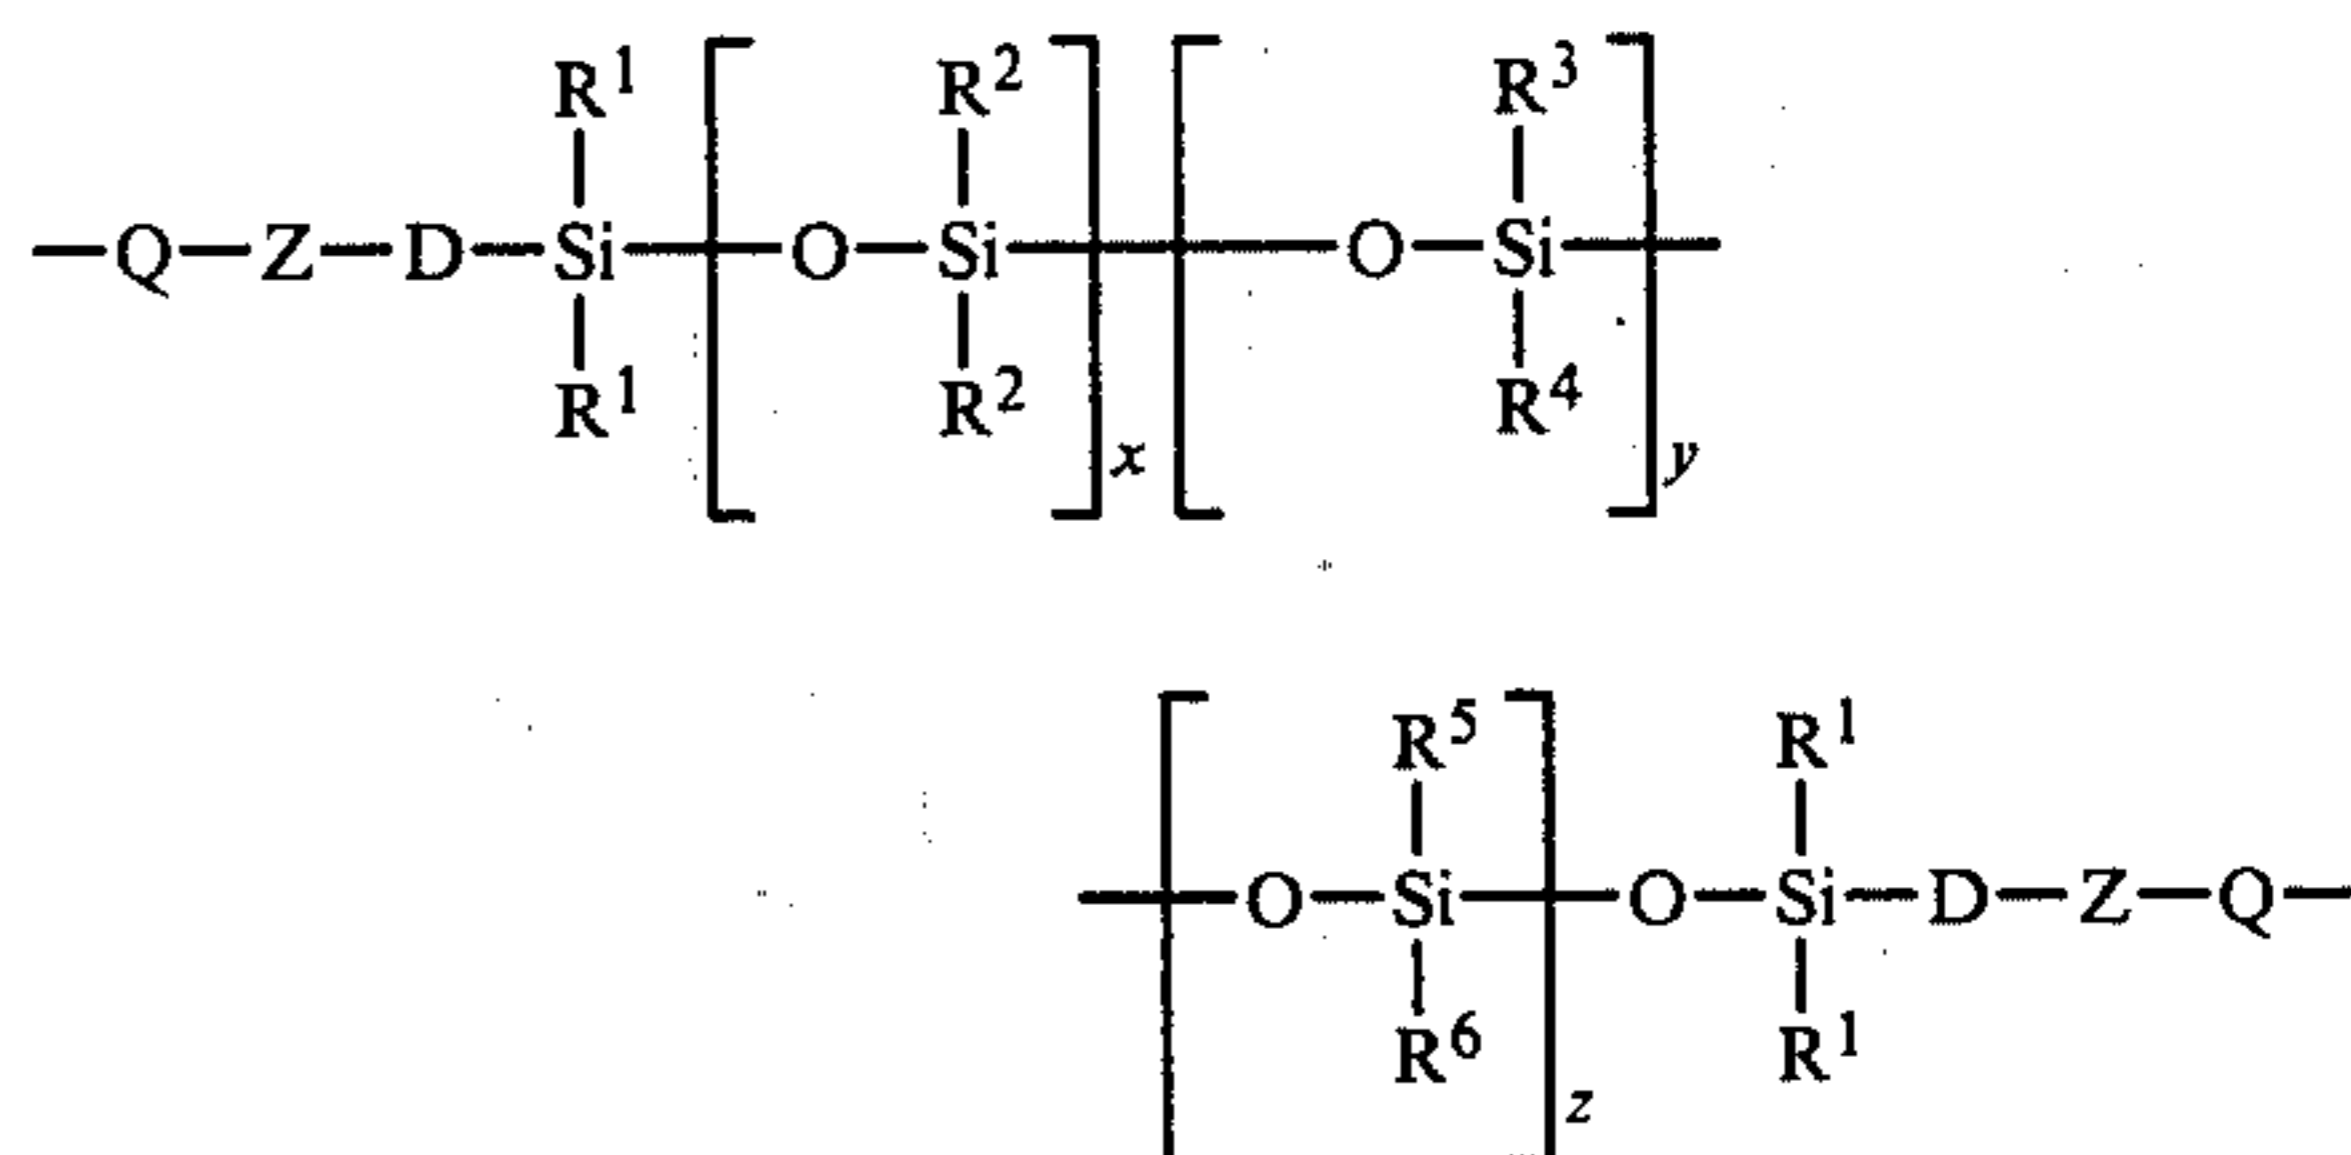 R1 R2 R3
—Q—Z—D—Si—[—O—Si—]x[—O—Si—]y—
R1 R2 R4
R5 R1
—[—O—Si—]z—O—Si—D—Z—Q—
R6 R1